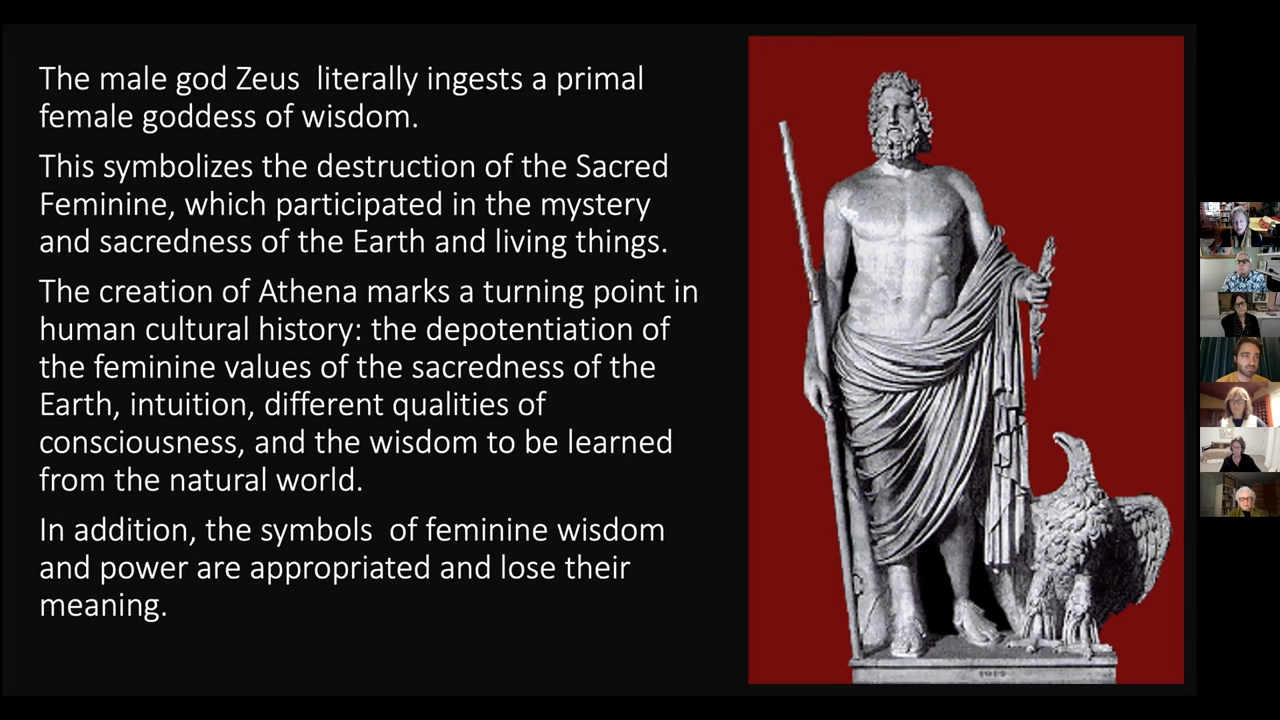 The male god Zeus  literally ingests a primal
female goddess of wisdom.
This symbolizes the destruction of the Sacred
Feminine, which participated in the mystery
and sacredness of the Earth and living things.
The creation of Athena marks a turning point in
human cultural history: the depotentiation of
the feminine values of the sacredness of the
Earth, intuition, different qualities of
consciousness, and the wisdom to be learned
from the natural world.
In addition, the symbols  of feminine wisdom
and power are appropriated and lose their
meaning.